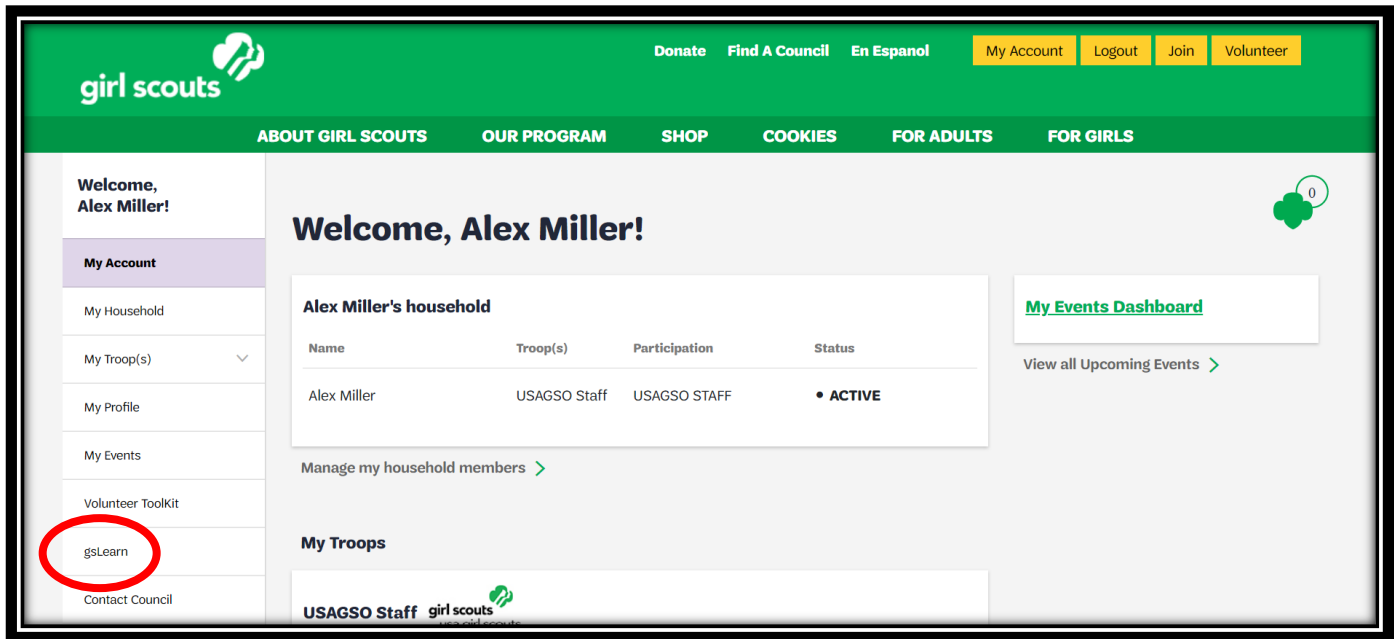 girl scouts
Donate Find A Council En Espanol My Account Logout Join Volunteer
ABOUT GIRL SCOUTS OUR PROGRAM SHOP COOKIES FOR ADULTS FOR GIRLS
Welcome,
Alex Miller!
My Account
My Household
My Troop(s)
My Profile
My Events
Volunteer ToolKit
gsLearn
Contact Council
0
Welcome, Alex Miller!
Alex Miller's household
Name Troop(s) Participation Status
Alex Miller USAGSO Staff USAGSO STAFF • ACTIVE
Manage my household members
My Events Dashboard
View all Upcoming Events
My Troops
USAGSO Staff girl scouts
usa girl scouts